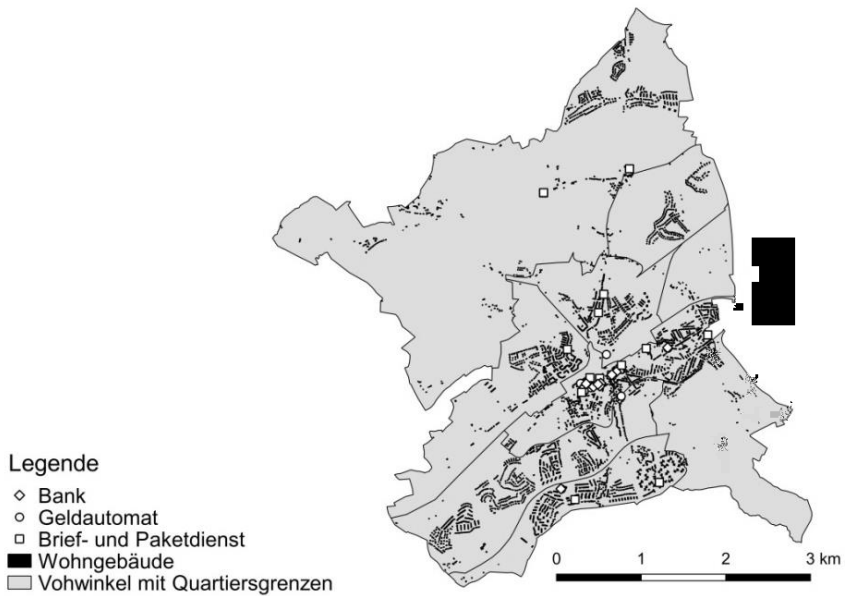 Legende
Bank
Geldautomat
Brief- und Paketdienst
Wohngebäude
Vohwinkel mit Quartiersgrenzen
0 1 2 3 km